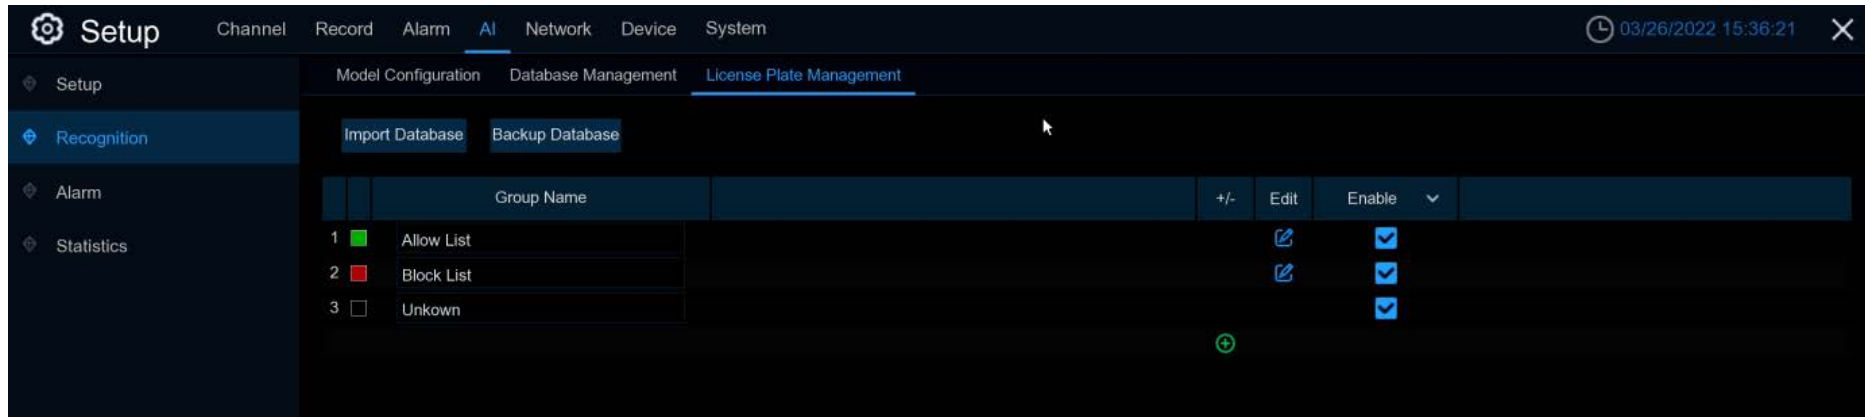 Setup Channel Record Alarm AI Network Device System 03/26/2022 15:36:21
Setup Model Configuration Database Management License Plate Management
Recognition Import Database Backup Database
Alarm Group Name +/- Edit Enable
1 Allow List
Statistics
2 Block List
3 Unkown